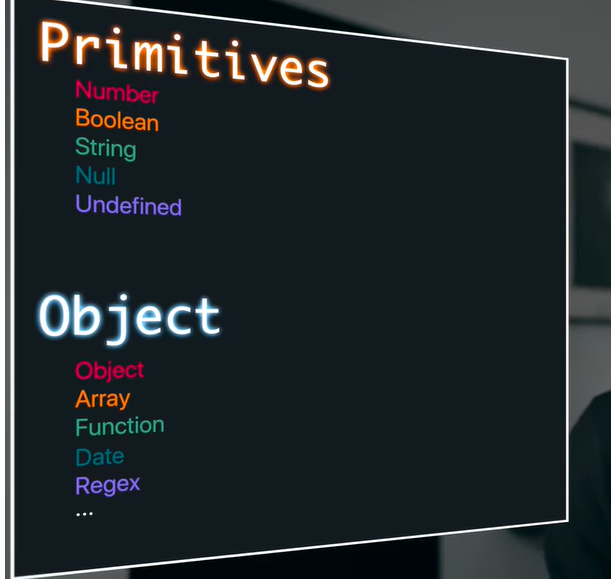 Primitives
Number
Boolean
String
Null
Undefined
Object
Object
Array
Function
Date
Regex
...